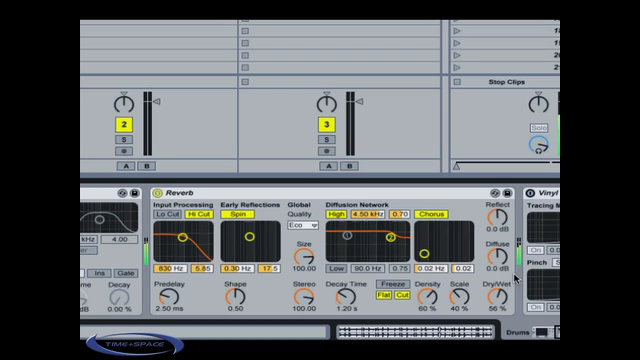 18
19
20
21
Stop Clips
2
3
S
S
Solo
A B
A B
Reverb
Vinyl
Input Processing
Early Reflections
Global
Diffusion Network
Reflect
Tracing M
Lo Cut
Hi Cut
Spin
Quality
High
4.50 kHz
0.70
Chorus
Eco
0.0 dB
kHz
4.00
Size
Diffuse
On
830 Hz
5.85
0.30 Hz
17.5
100.00
Low
90.0 Hz
0.75
0.02 Hz
0.02
0.0 dB
Pinch
S
Ins
Gate
Decay
Predelay
Shape
Stereo
Decay Time
Freeze
Density
Scale
Dry/Wet
Flat
Cut
0.00 %
2.50 ms
0.50
100.00
1.20 s
60 %
40 %
56 %
On
TIME+SPACE
Drums